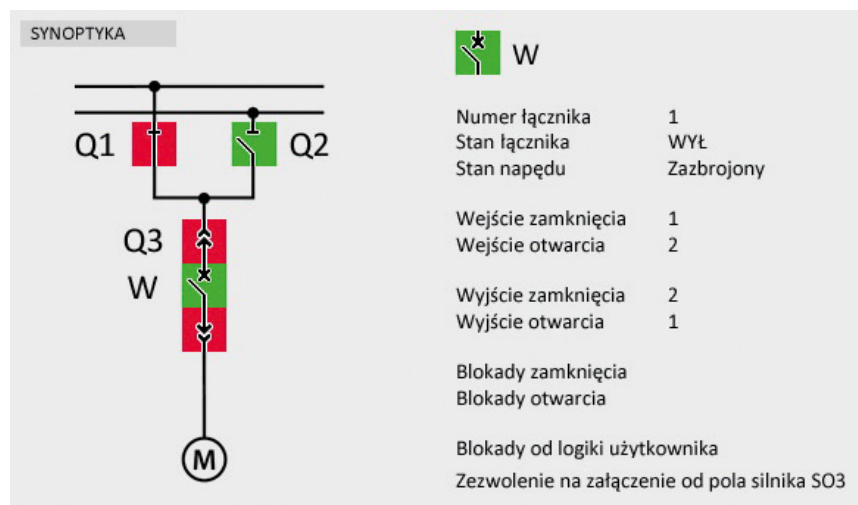 SYNOPTYKA
W
Q1
Q2
Q3
W
M
Numer łącznika 1
Stan łącznika WYŁ
Stan napędu Zazbrojony
Wejście zamknięcia 1
Wejście otwarcia 2
Wyjście zamknięcia 2
Wyjście otwarcia 1
Blokady zamknięcia
Blokady otwarcia
Blokady od logiki użytkownika
Zezwolenie na załączenie od pola silnika SO3